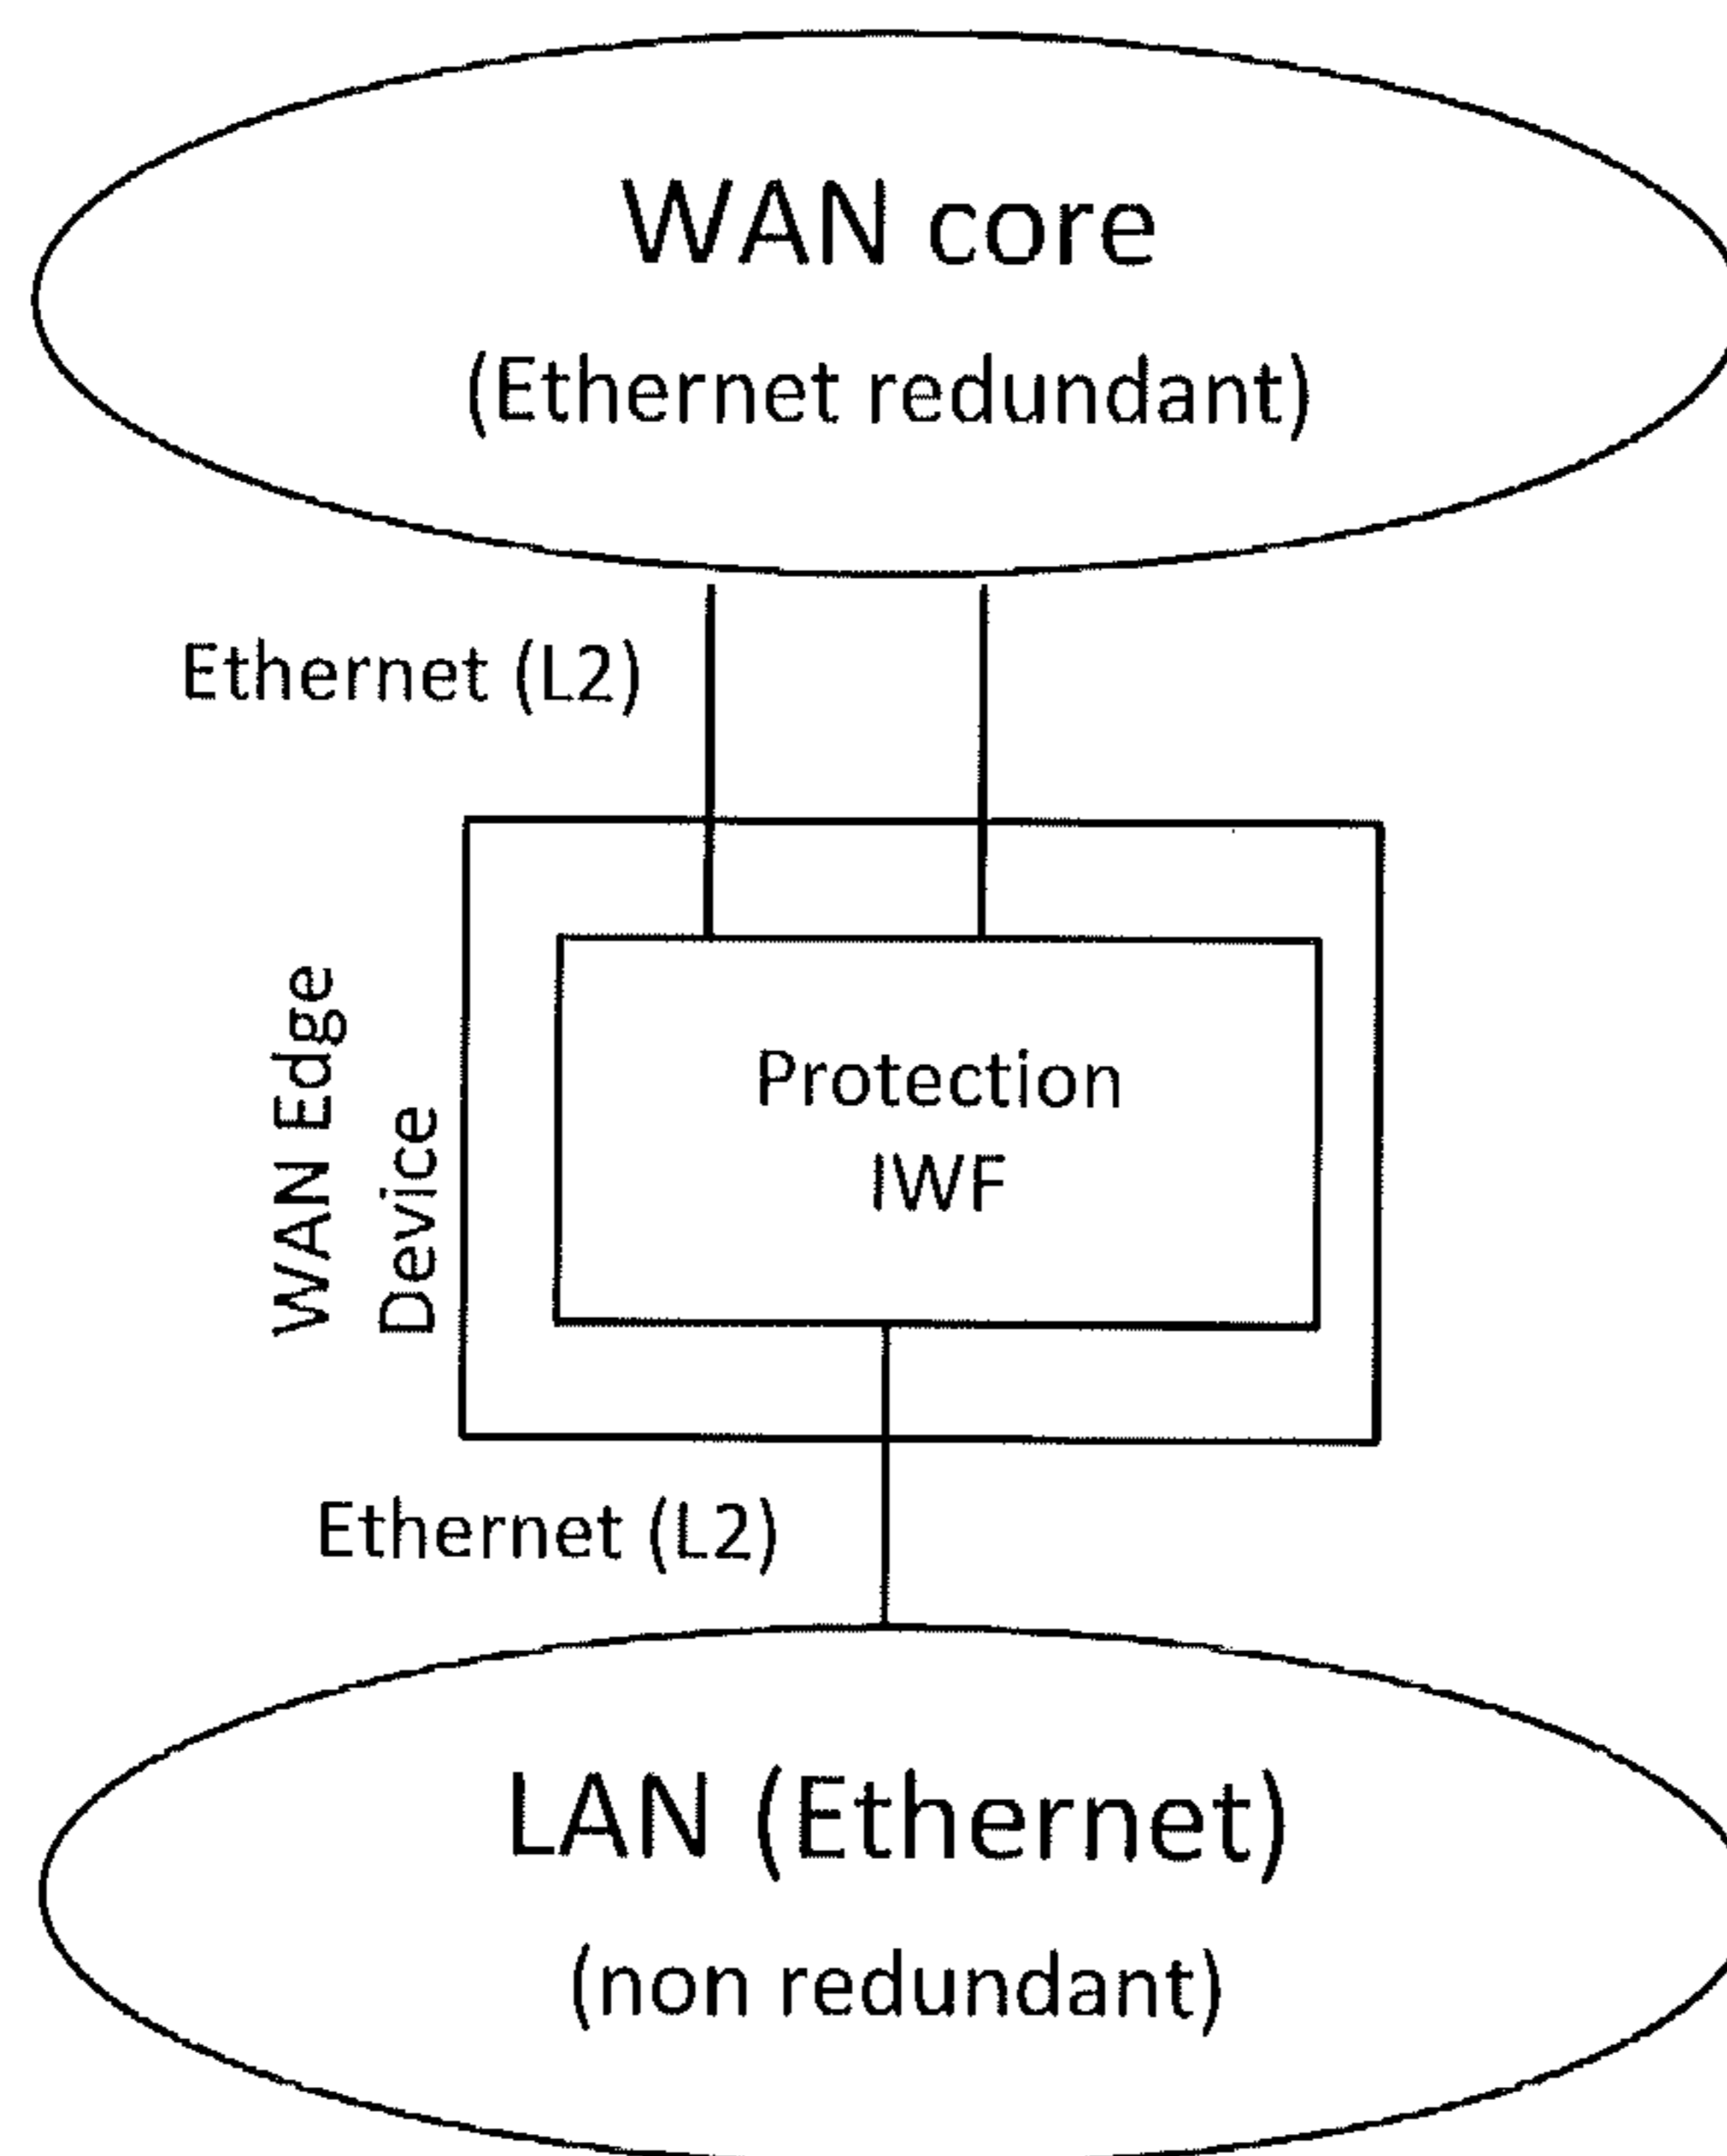 WAN core
(Ethernet redundant)
Ethernet (L2)
WAN Edge
Device
Protection
IWF
Ethernet (L2)
LAN (Ethernet)
(non redundant)